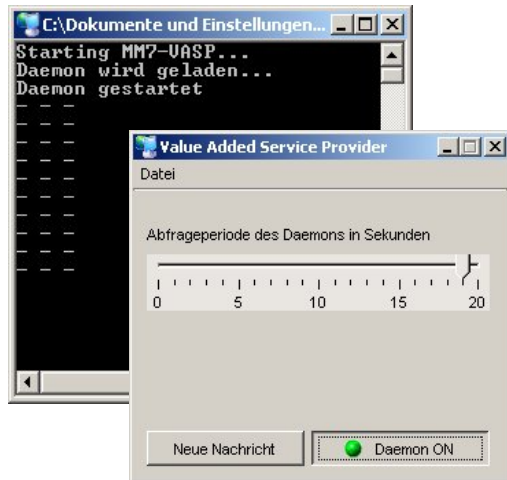 C:\Dokumente und Einstellungen...
Starting MM7-VASP...
Daemon wird geladen...
Daemon gestartet
- - -
- - -
- - -
- - -
- - -
- - -
- - -
- - -
- - -
- - -
- - -
Value Added Service Provider
Datei
Abfrageperiode des Daemons in Sekunden
0 5 10 15 20
Neue Nachricht
Daemon ON